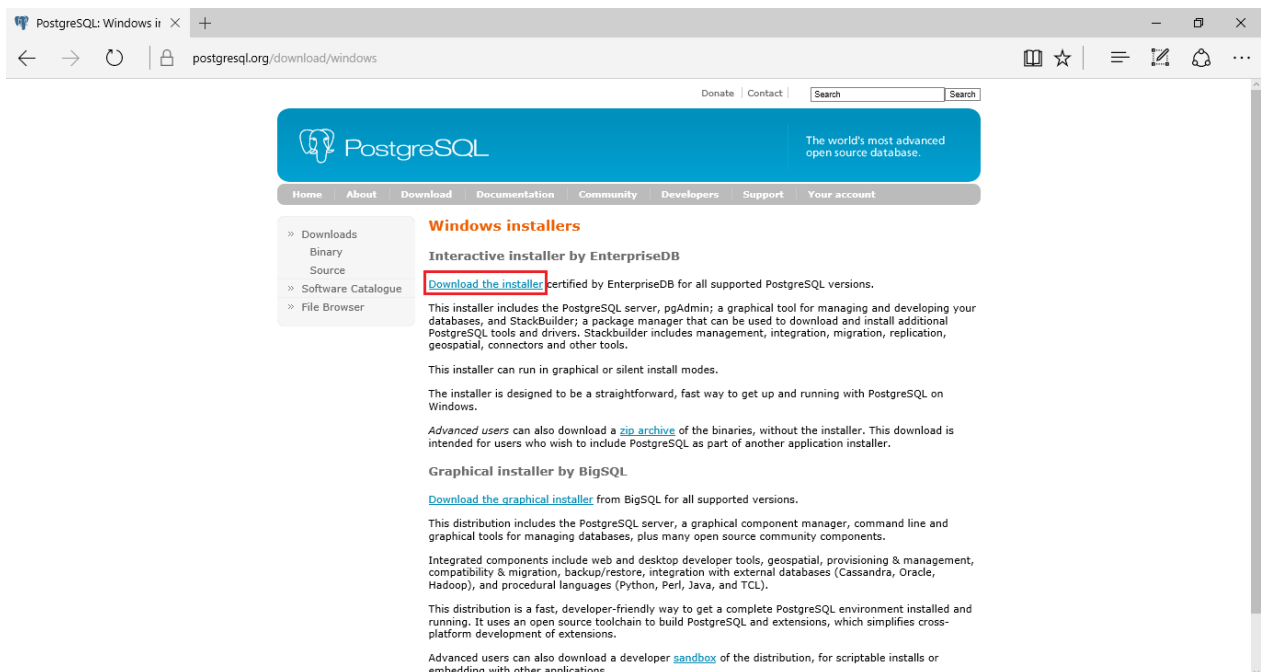 PostgreSQL: Windows in
postgresql.org/download/windows
Donate Contact Search Search
PostgreSQL
The world's most advanced
open source database.
Home About Download Documentation Community Developers Support Your account
» Downloads
Binary
Source
» Software Catalogue
» File Browser
Windows installers
Interactive installer by EnterpriseDB
Download the installer certified by EnterpriseDB for all supported PostgreSQL versions.
This installer includes the PostgreSQL server, pgAdmin; a graphical tool for managing and developing your
databases, and StackBuilder; a package manager that can be used to download and install additional
PostgreSQL tools and drivers. Stackbuilder includes management, integration, migration, replication,
geospatial, connectors and other tools.
This installer can run in graphical or silent install modes.
The installer is designed to be a straightforward, fast way to get up and running with PostgreSQL on
Windows.
Advanced users can also download a zip archive of the binaries, without the installer. This download is
intended for users who wish to include PostgreSQL as part of another application installer.
Graphical installer by BigSQL
Download the graphical installer from BigSQL for all supported versions.
This distribution includes the PostgreSQL server, a graphical component manager, command line and
graphical tools for managing databases, plus many open source community components.
Integrated components include web and desktop developer tools, geospatial, provisioning & management,
compatibility & migration, backup/restore, integration with external databases (Cassandra, Oracle,
Hadoop), and procedural languages (Python, Perl, Java, and TCL).
This distribution is a fast, developer-friendly way to get a complete PostgreSQL environment installed and
running. It uses an open source toolchain to build PostgreSQL and extensions, which simplifies cross-
platform development of extensions.
Advanced users can also download a developer sandbox of the distribution, for scriptable installs or
embedding with other applications.